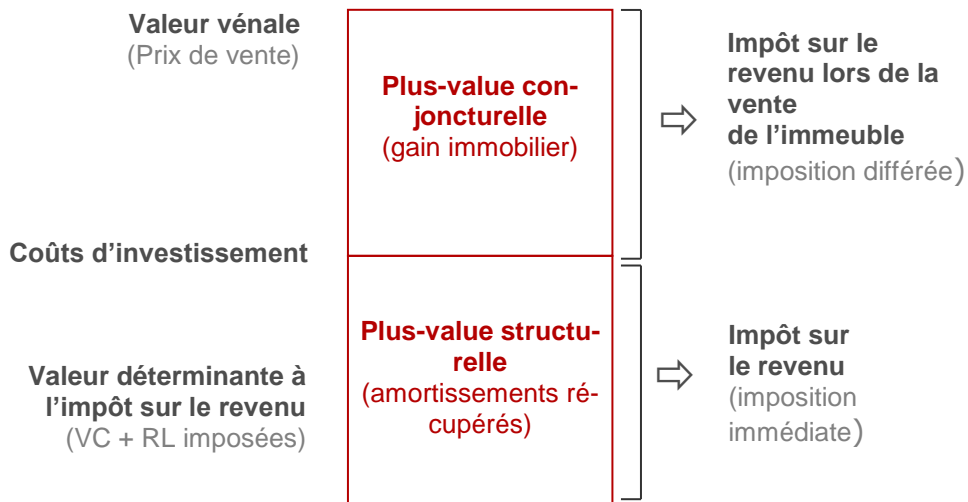 Valeur vénale
(Prix de vente)
Plus-value con-
joncturelle
(gain immobilier)
Impôt sur le
revenu lors de la
vente
de l'immeuble
(imposition différée)
Coûts d'investissement
Plus-value structu-
relle
(amortissements ré-
cupérés)
Valeur déterminante à
l'impôt sur le revenu
(VC + RL imposées)
Impôt sur
le revenu
(imposition
immédiate)